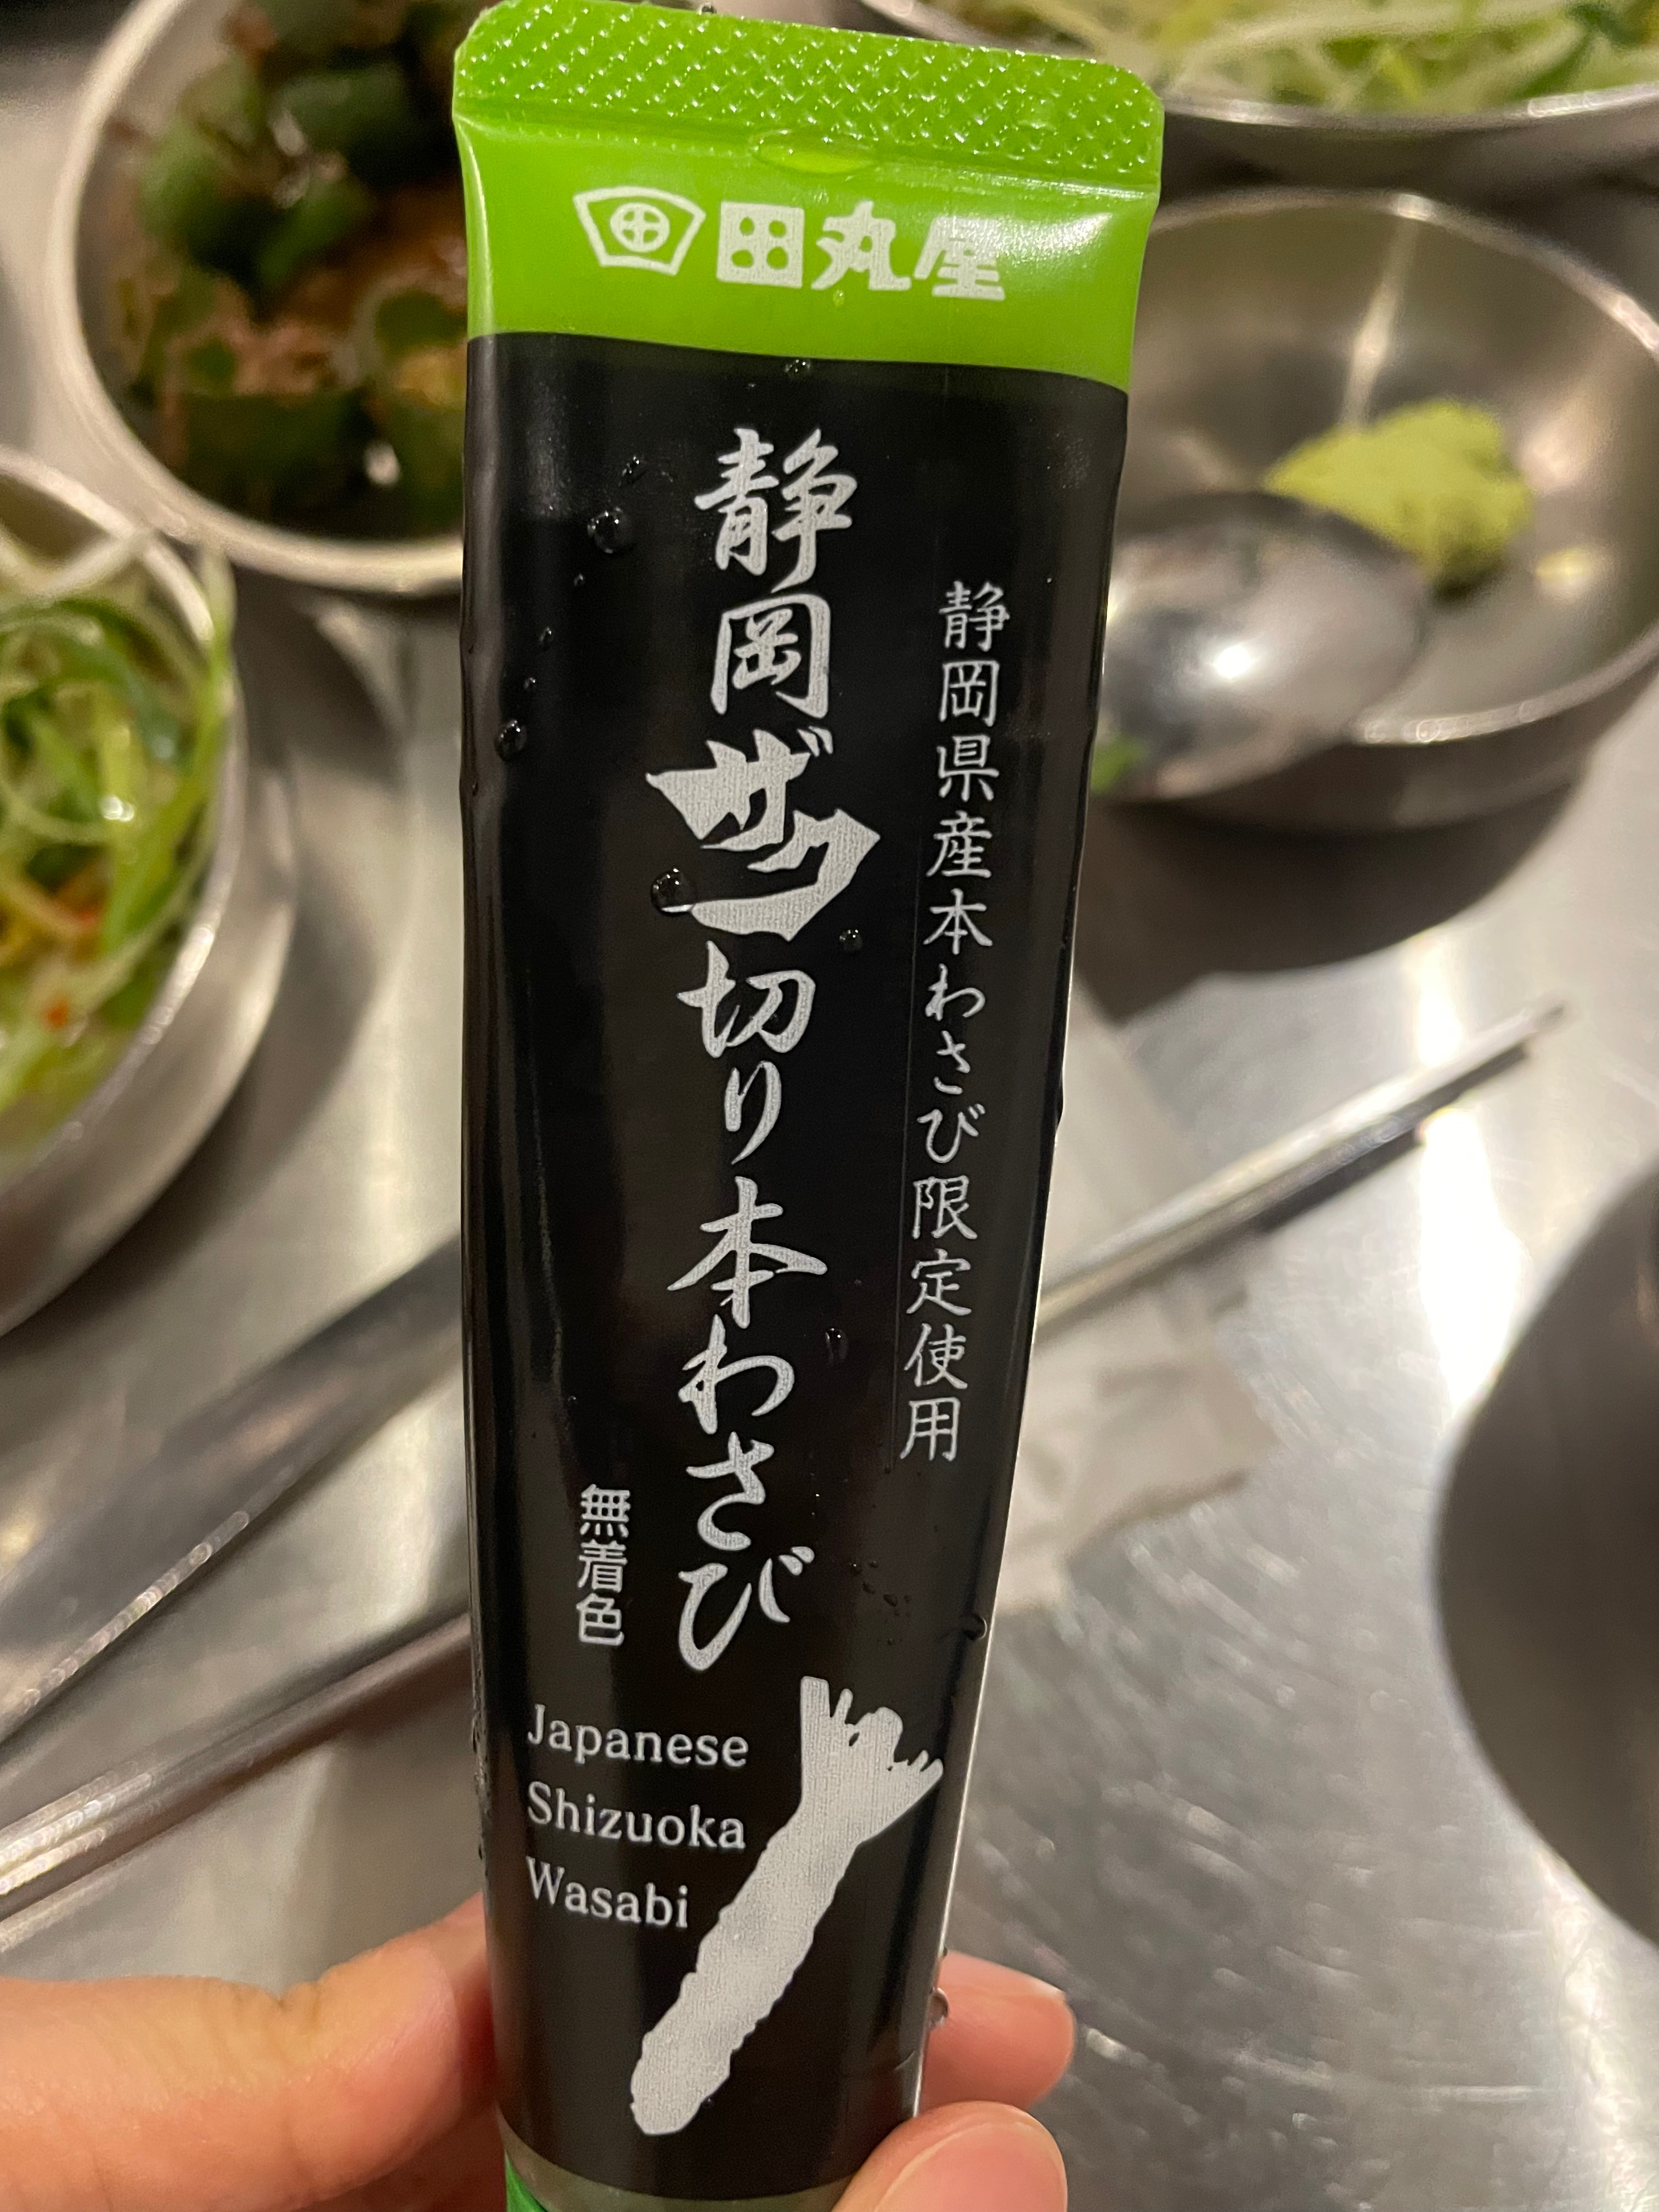 田丸屋
静岡県産本わさび限定使用
静岡ザク切り本わさび
無着色
Japanese
Shizuoka
Wasabi